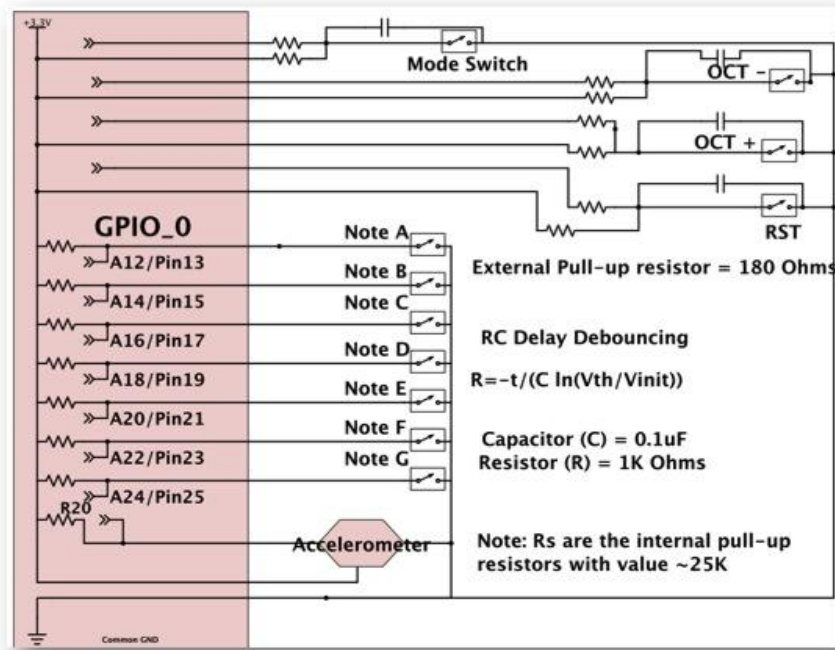 +3.3V
Mode Switch
OCT -
OCT +
RST
GPIO_0
Note A
A12/Pin13
Note B
A14/Pin15
Note C
A16/Pin17
Note D
A18/Pin19
Note E
A20/Pin21
Note F
A22/Pin23
Note G
A24/Pin25
R20
Accelerometer
External Pull-up resistor = 180 Ohms
RC Delay Debouncing
R=-t/(C ln(Vth/Vinit))
Capacitor (C) = 0.1uF
Resistor (R) = 1K Ohms
Note: Rs are the internal pull-up
resistors with value ~25K
Common GND